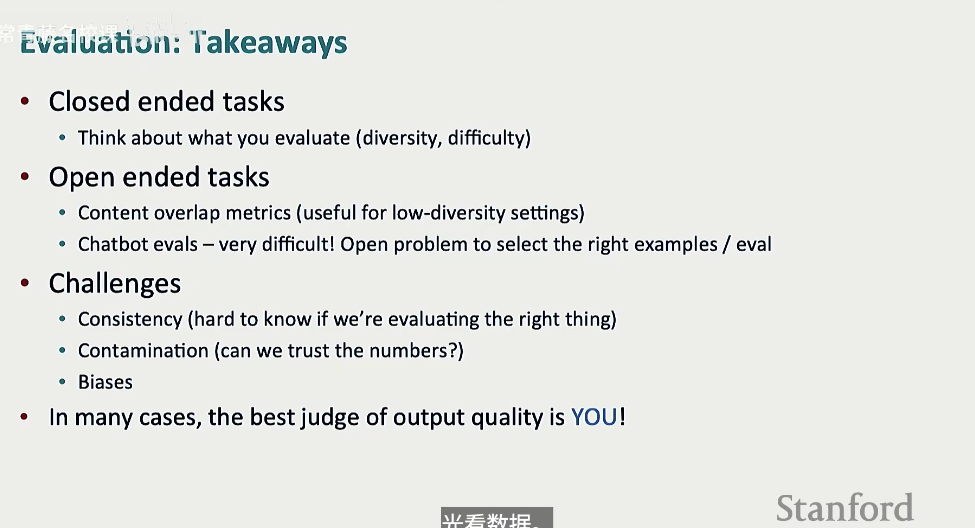 Evaluation: Takeaways
• Closed ended tasks
• Think about what you evaluate (diversity, difficulty)
• Open ended tasks
• Content overlap metrics (useful for low-diversity settings)
• Chatbot evals – very difficult! Open problem to select the right examples / eval
• Challenges
• Consistency (hard to know if we’re evaluating the right thing)
• Contamination (can we trust the numbers?)
• Biases
• In many cases, the best judge of output quality is YOU!
光看数据。
Stanford